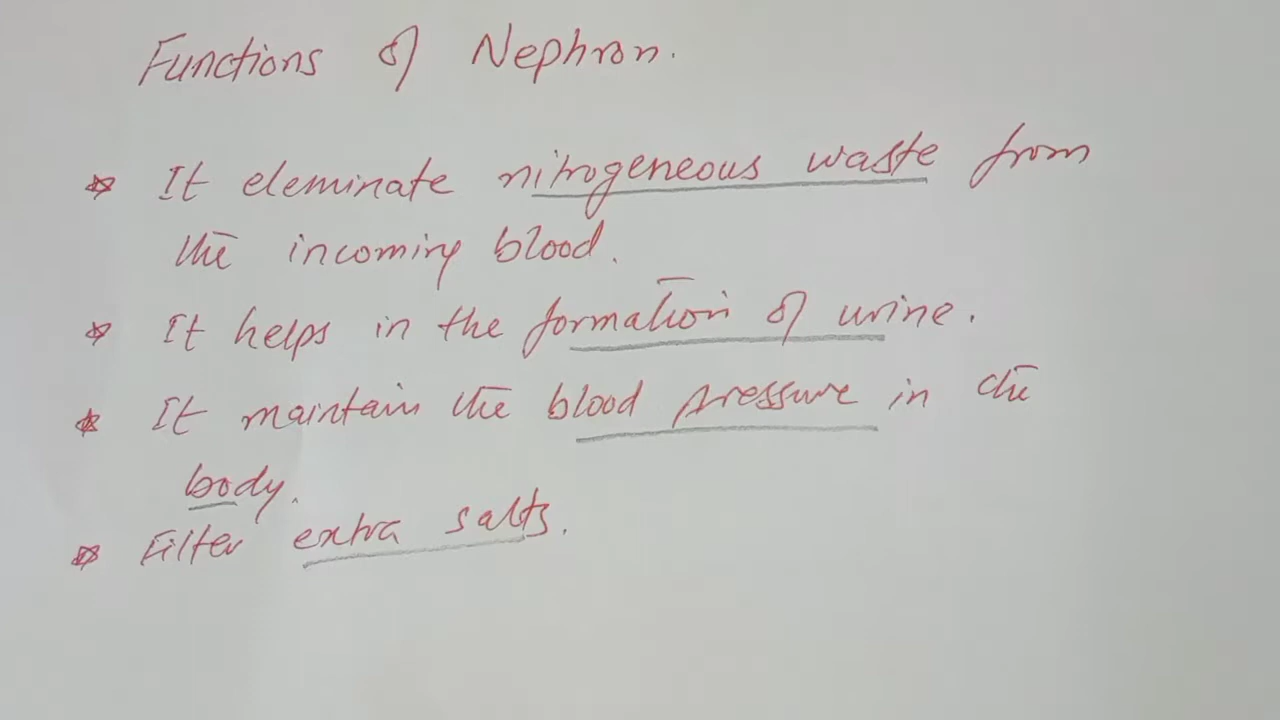 Functions of Nephron.
☆ It eleminate nitrogeneous waste from
the incoming blood.
☆ It helps in the formation of urine.
☆ It maintain the blood pressure in the
body.
☆ Filter extra salts.